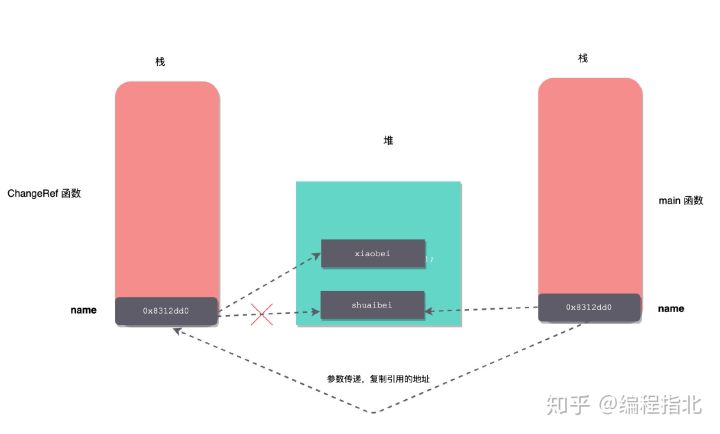 栈
栈
堆
ChangeRef 函数
main 函数
xiaobei
shuaibei
name
0x8312dd0
0x8312dd0
name
参数传递，复制引用的地址
知乎 @编程指北